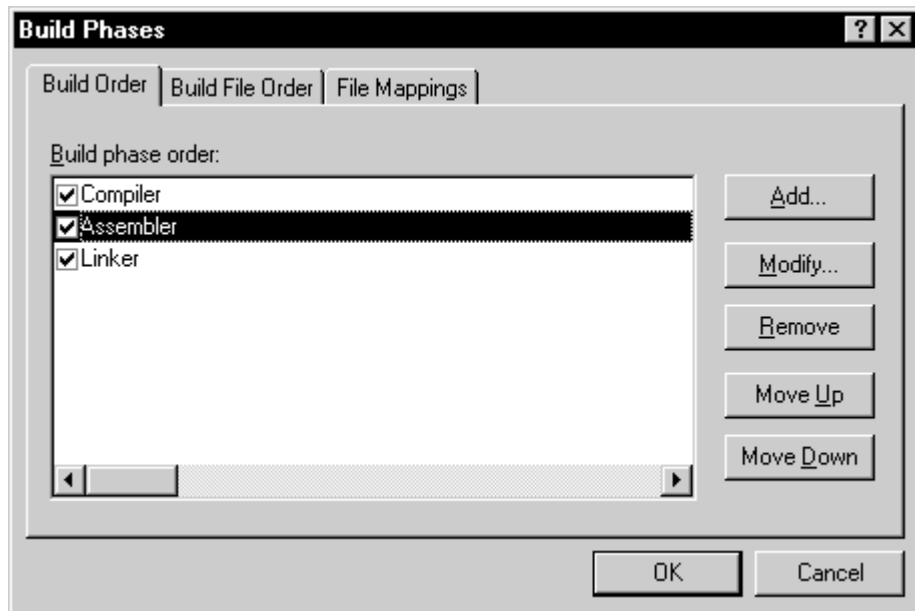 Build Phases
Build Order Build File Order File Mappings
Build phase order:
Compiler
Assembler
Linker
Add...
Modify...
Remove
Move Up
Move Down
OK Cancel